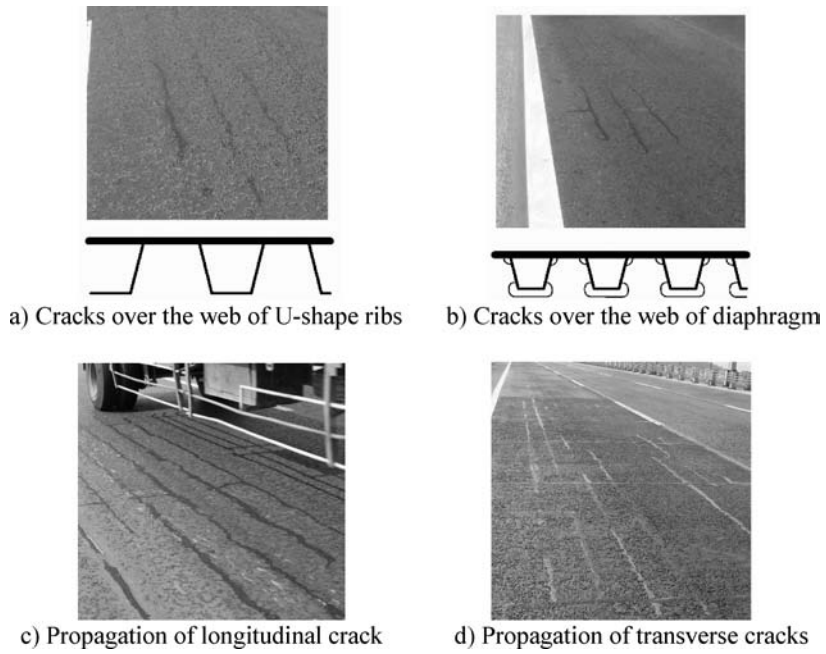 a) Cracks over the web of U-shape ribs
b) Cracks over the web of diaphragm
c) Propagation of longitudinal crack
d) Propagation of transverse cracks